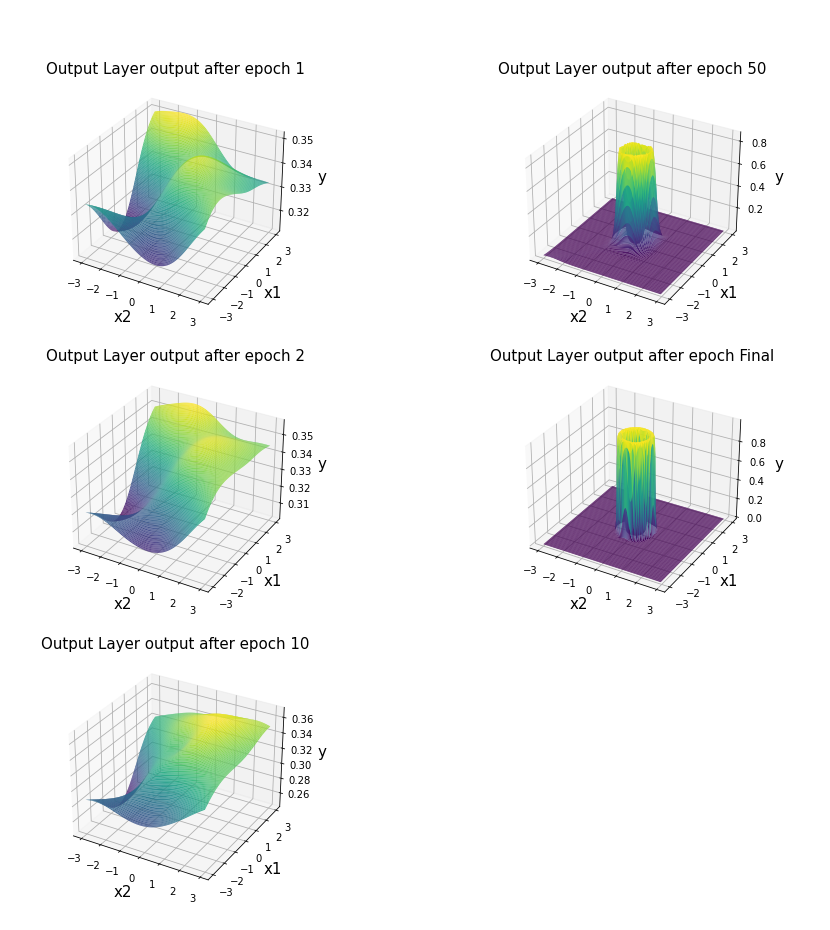 Output Layer output after epoch 1
0.35
0.34
0.33
0.32
y
−3 −2 −1 0 1 2 3
x2
−3 −2 −1 0 1 2 3
x1
Output Layer output after epoch 50
0.8
0.6
0.4
0.2
y
−3 −2 −1 0 1 2 3
x2
−3 −2 −1 0 1 2 3
x1
Output Layer output after epoch 2
0.35
0.34
0.33
0.32
0.31
y
−3 −2 −1 0 1 2 3
x2
−3 −2 −1 0 1 2 3
x1
Output Layer output after epoch Final
0.8
0.6
0.4
0.2
0.0
y
−3 −2 −1 0 1 2 3
x2
−3 −2 −1 0 1 2 3
x1
Output Layer output after epoch 10
0.36
0.34
0.32
0.30
0.28
0.26
y
−3 −2 −1 0 1 2 3
x2
−3 −2 −1 0 1 2 3
x1